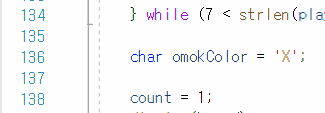 134 } while (7 < strlen(pla
135
136 char omokColor = 'X';
137
138 count = 1;